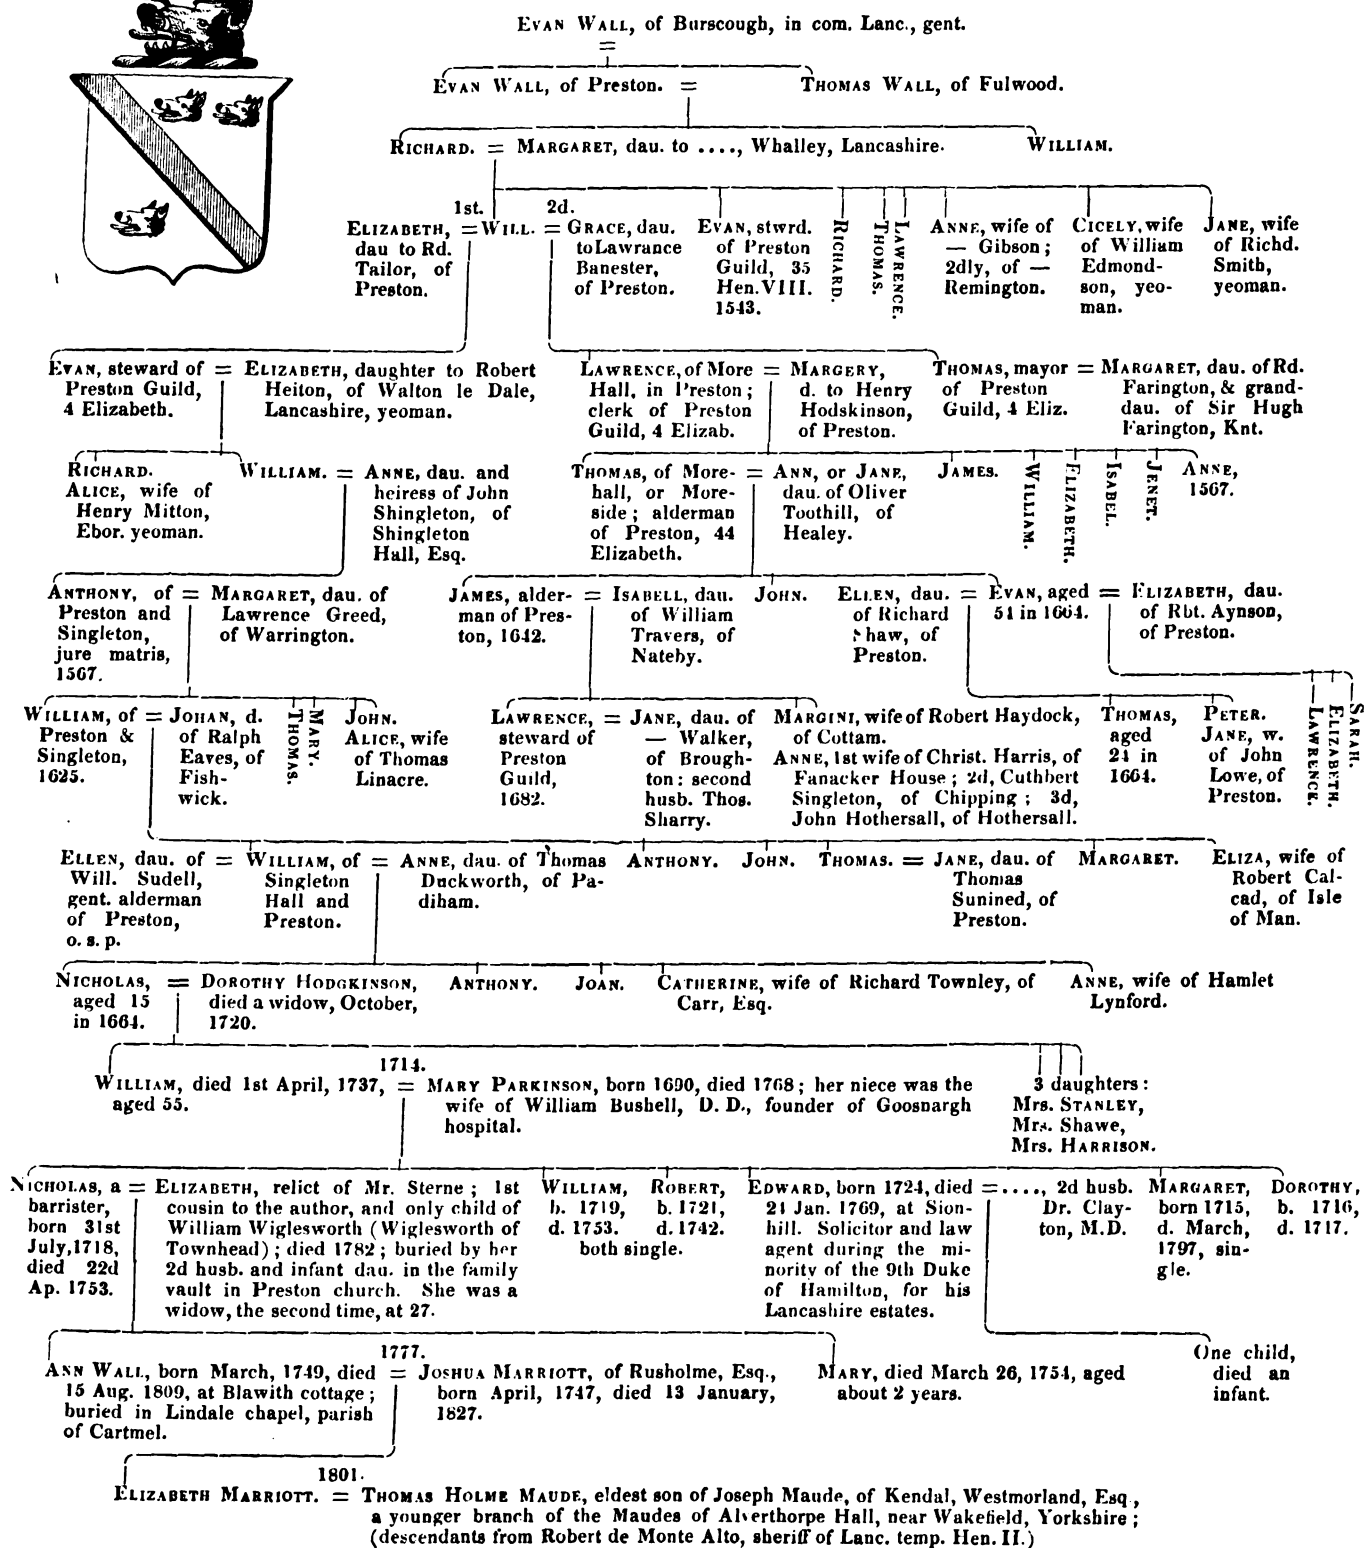 EVAN WALL, of Burscough, in com. Lanc., gent.
=
EVAN WALL, of Preston. =
THOMAS WALL, of Fulwood.
RICHARD. = MARGARET, dau. to ...., Whalley, Lancashire.
WILLIAM.
1st. 2d.
ELIZABETH,
dau to Rd.
Tailor, of
Preston.
= WILL. =
GRACE, dau.
to Lawrance
Banester,
of Preston.
EVAN, stwrd.
of Preston
Guild, 35
Hen. VIII.
1543.
RICHARD.
THOMAS.
LAWRENCE.
ANNE, wife of
— Gibson;
2dly, of —
Remington.
CICELY, wife
of William
Edmond-
son, yeo-
man.
JANE, wife
of Richd.
Smith,
yeoman.
EVAN, steward of
Preston Guild,
4 Elizabeth.
=
ELIZABETH, daughter to Robert
Heiton, of Walton le Dale,
Lancashire, yeoman.
LAWRENCE, of More
Hall, in Preston;
clerk of Preston
Guild, 4 Elizab.
=
MARGERY,
d. to Henry
Hodskinson,
of Preston.
THOMAS, mayor
of Preston
Guild, 4 Eliz.
=
MARGARET, dau. of Rd.
Farington, & grand-
dau. of Sir Hugh
Farington, Knt.
RICHARD.
ALICE, wife of
Henry Mitton,
Ebor. yeoman.
WILLIAM. =
ANNE, dau. and
heiress of John
Shingleton, of
Shingleton
Hall, Esq.
THOMAS, of More-
hall, or More-
side; alderman
of Preston, 44
Elizabeth.
=
ANN, or JANE,
dau. of Oliver
Toothill, of
Healey.
JAMES.
WILLIAM.
ELIZABETH.
ISABEL.
JENET.
ANNE,
1567.
ANTHONY, of
Preston and
Singleton,
jure matris,
1567.
=
MARGARET, dau. of
Lawrence Greed,
of Warrington.
JAMES, alder-
man of Pres-
ton, 1642.
=
ISABELL, dau.
of William
Travers, of
Nateby.
JOHN.
ELLEN, dau.
of Richard
Shaw, of
Preston.
=
EVAN, aged
51 in 1664.
=
ELIZABETH, dau.
of Rbt. Aynson,
of Preston.
WILLIAM, of
Preston &
Singleton,
1625.
=
JOHAN, d.
of Ralph
Eaves, of
Fish-
wick.
THOMAS.
MARY.
JOHN.
ALICE, wife
of Thomas
Linacre.
LAWRENCE,
steward of
Preston
Guild,
1682.
=
JANE, dau. of
— Walker,
of Brough-
ton: second
husb. Thos.
Sharry.
MARGINI, wife of Robert Haydock,
of Cottam.
ANNE, 1st wife of Christ. Harris, of
Fanacker House; 2d, Cuthbert
Singleton, of Chipping; 3d,
John Hothersall, of Hothersall.
THOMAS,
aged
24 in
1664.
PETER.
JANE, w.
of John
Lowe, of
Preston.
LAWRENCE.
ELIZABETH.
SARAH.
ELLEN, dau. of
Will. Sudell,
gent. alderman
of Preston,
o. s. p.
=
WILLIAM, of
Singleton
Hall and
Preston.
=
ANNE, dau. of Thomas
Duckworth, of Pa-
diham.
ANTHONY.
JOHN.
THOMAS. =
JANE, dau. of
Thomas
Sunined, of
Preston.
MARGARET.
ELIZA, wife of
Robert Cal-
cad, of Isle
of Man.
NICHOLAS,
aged 15
in 1664.
=
DOROTHY HODGKINSON,
died a widow, October,
1720.
ANTHONY.
JOAN.
CATHERINE, wife of Richard Townley, of
Carr, Esq.
ANNE, wife of Hamlet
Lynford.
1714.
WILLIAM, died 1st April, 1737,
aged 55.
=
MARY PARKINSON, born 1690, died 1768; her niece was the
wife of William Bushell, D. D., founder of Goosnargh
hospital.
3 daughters:
Mrs. STANLEY,
Mrs. Shawe,
Mrs. HARRISON.
NICHOLAS, a
barrister,
born 31st
July, 1718,
died 22d
Ap. 1753.
=
ELIZABETH, relict of Mr. Sterne; 1st
cousin to the author, and only child of
William Wiglesworth (Wiglesworth of
Townhead); died 1782; buried by her
2d husb. and infant dau. in the family
vault in Preston church. She was a
widow, the second time, at 27.
WILLIAM,
b. 1719,
d. 1753.
ROBERT,
b. 1721,
d. 1742.
both single.
EDWARD, born 1724, died
21 Jan. 1769, at Sion-
hill. Solicitor and law
agent during the mi-
nority of the 9th Duke
of Hamilton, for his
Lancashire estates.
=
...., 2d husb.
Dr. Clay-
ton, M.D.
MARGARET,
born 1715,
d. March,
1797, sin-
gle.
DOROTHY,
b. 1716,
d. 1717.
1777.
ANN WALL, born March, 1749, died
15 Aug. 1809, at Blawith cottage;
buried in Lindale chapel, parish
of Cartmel.
=
JOSHUA MARRIOTT, of Rusholme, Esq.,
born April, 1747, died 13 January,
1827.
MARY, died March 26, 1754, aged
about 2 years.
One child,
died an
infant.
1801.
ELIZABETH MARRIOTT. = THOMAS HOLME MAUDE, eldest son of Joseph Maude, of Kendal, Westmorland, Esq.,
a younger branch of the Maudes of Alverthorpe Hall, near Wakefield, Yorkshire;
(descendants from Robert de Monte Alto, sheriff of Lanc. temp. Hen. II.)